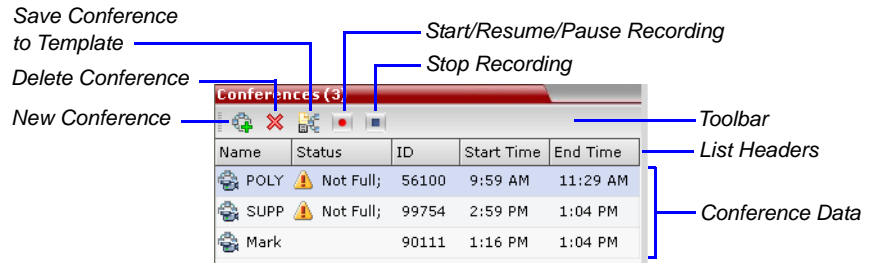 Save Conference
to Template
Start/Resume/Pause Recording
Delete Conference
Stop Recording
New Conference
Conferences (3)
Toolbar
Name Status ID Start Time End Time
List Headers
POLY Not Full; 56100 9:59 AM 11:29 AM
SUPP Not Full; 99754 2:59 PM 1:04 PM
Conference Data
Mark 90111 1:16 PM 1:04 PM